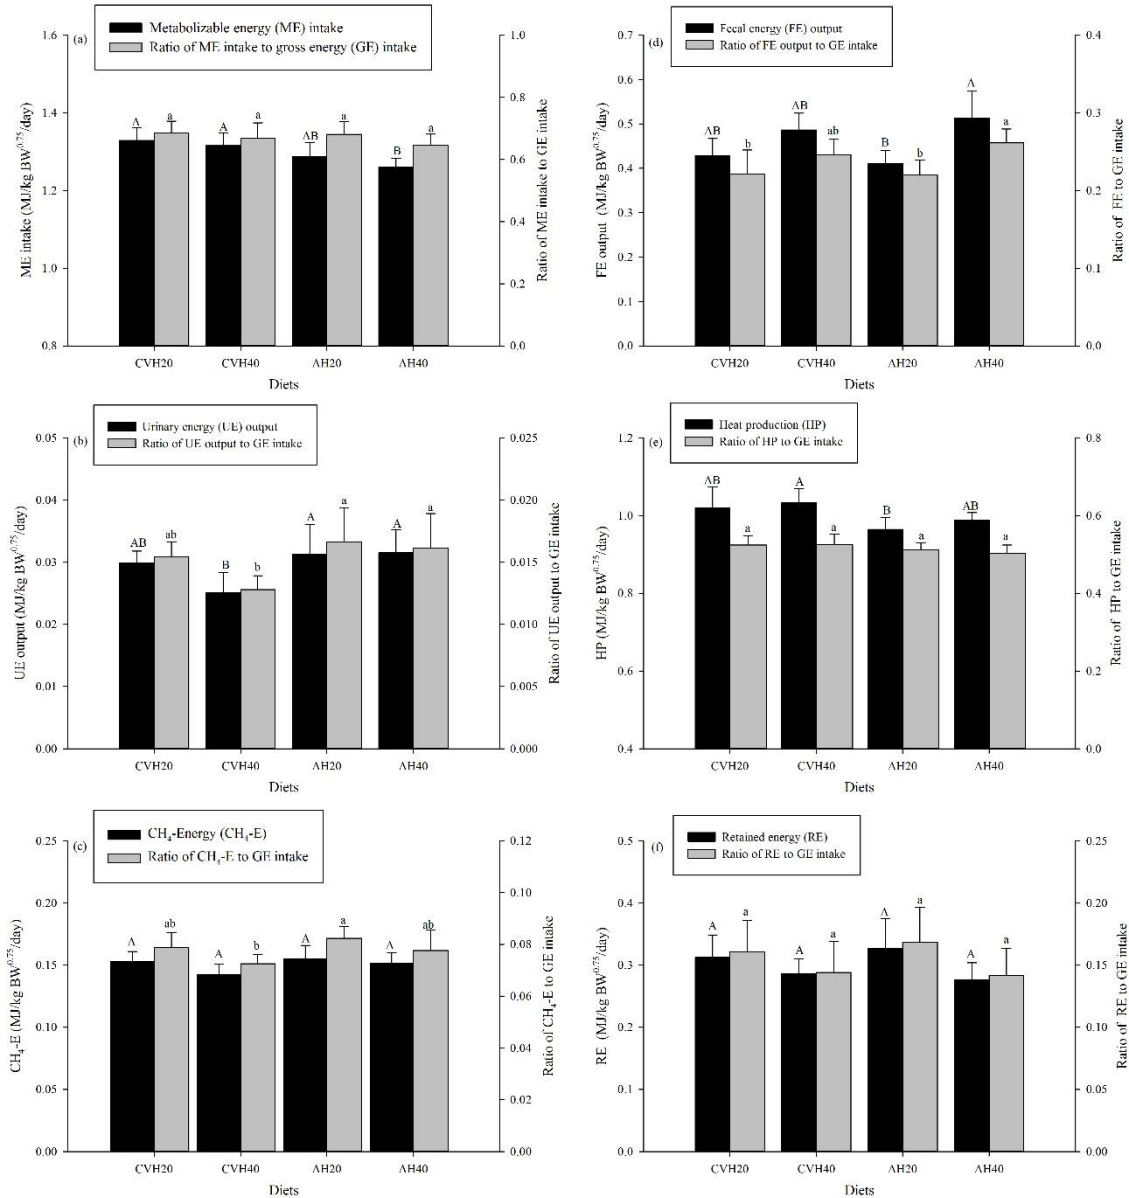 (a)
Metabolizable energy (ME) intake
Ratio of ME intake to gross energy (GE) intake
ME intake (MJ/kg BW0.75/day)
1.6
1.4
1.2
1.0
0.8
A a A a AB a B a
1.0
0.8
0.6
0.4
0.2
0.0
Ratio of ME intake to GE intake
CVH20 CVH40 AH20 AH40
Diets
(d)
Fecal energy (FE) output
Ratio of FE output to GE intake
FE output (MJ/kg BW0.75/day)
0.7
0.6
0.5
0.4
0.3
0.2
0.1
0.0
AB b AB ab B b A a
0.4
0.3
0.2
0.1
0.0
Ratio of FE to GE intake
CVH20 CVH40 AH20 AH40
Diets
(b)
Urinary energy (UE) output
Ratio of UE output to GE intake
UE output (MJ/kg BW0.75/day)
0.05
0.04
0.03
0.02
0.01
0.00
AB ab B b A a A a
0.025
0.020
0.015
0.010
0.005
0.000
Ratio of UE output to GE intake
CVH20 CVH40 AH20 AH40
Diets
(e)
Heat production (HP)
Ratio of HP to GE intake
HP (MJ/kg BW0.75/day)
1.2
1.0
0.8
0.6
0.4
AB a A a B a AB a
0.8
0.6
0.4
0.2
0.0
Ratio of HP to GE intake
CVH20 CVH40 AH20 AH40
Diets
(c)
CH4-Energy (CH4-E)
Ratio of CH4-E to GE intake
CH4-E (MJ/kg BW0.75/day)
0.25
0.20
0.15
0.10
0.05
0.00
A ab A b A a A ab
0.12
0.10
0.08
0.06
0.04
0.02
0.00
Ratio of CH4-E to GE intake
CVH20 CVH40 AH20 AH40
Diets
(f)
Retained energy (RE)
Ratio of RE to GE intake
RE (MJ/kg BW0.75/day)
0.5
0.4
0.3
0.2
0.1
0.0
A a A a A a A a
0.25
0.20
0.15
0.10
0.05
0.00
Ratio of RE to GE intake
CVH20 CVH40 AH20 AH40
Diets